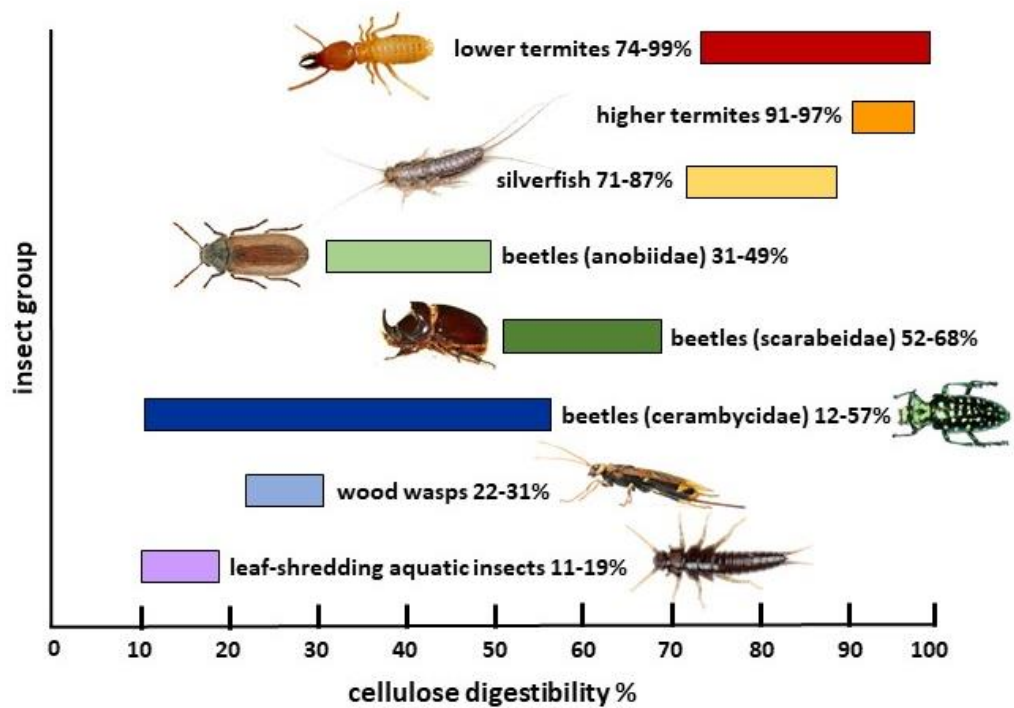 lower termites 74-99%
higher termites 91-97%
silverfish 71-87%
beetles (anobiidae) 31-49%
beetles (scarabeidae) 52-68%
beetles (cerambycidae) 12-57%
wood wasps 22-31%
leaf-shredding aquatic insects 11-19%
insect group
0 10 20 30 40 50 60 70 80 90 100
cellulose digestibility %